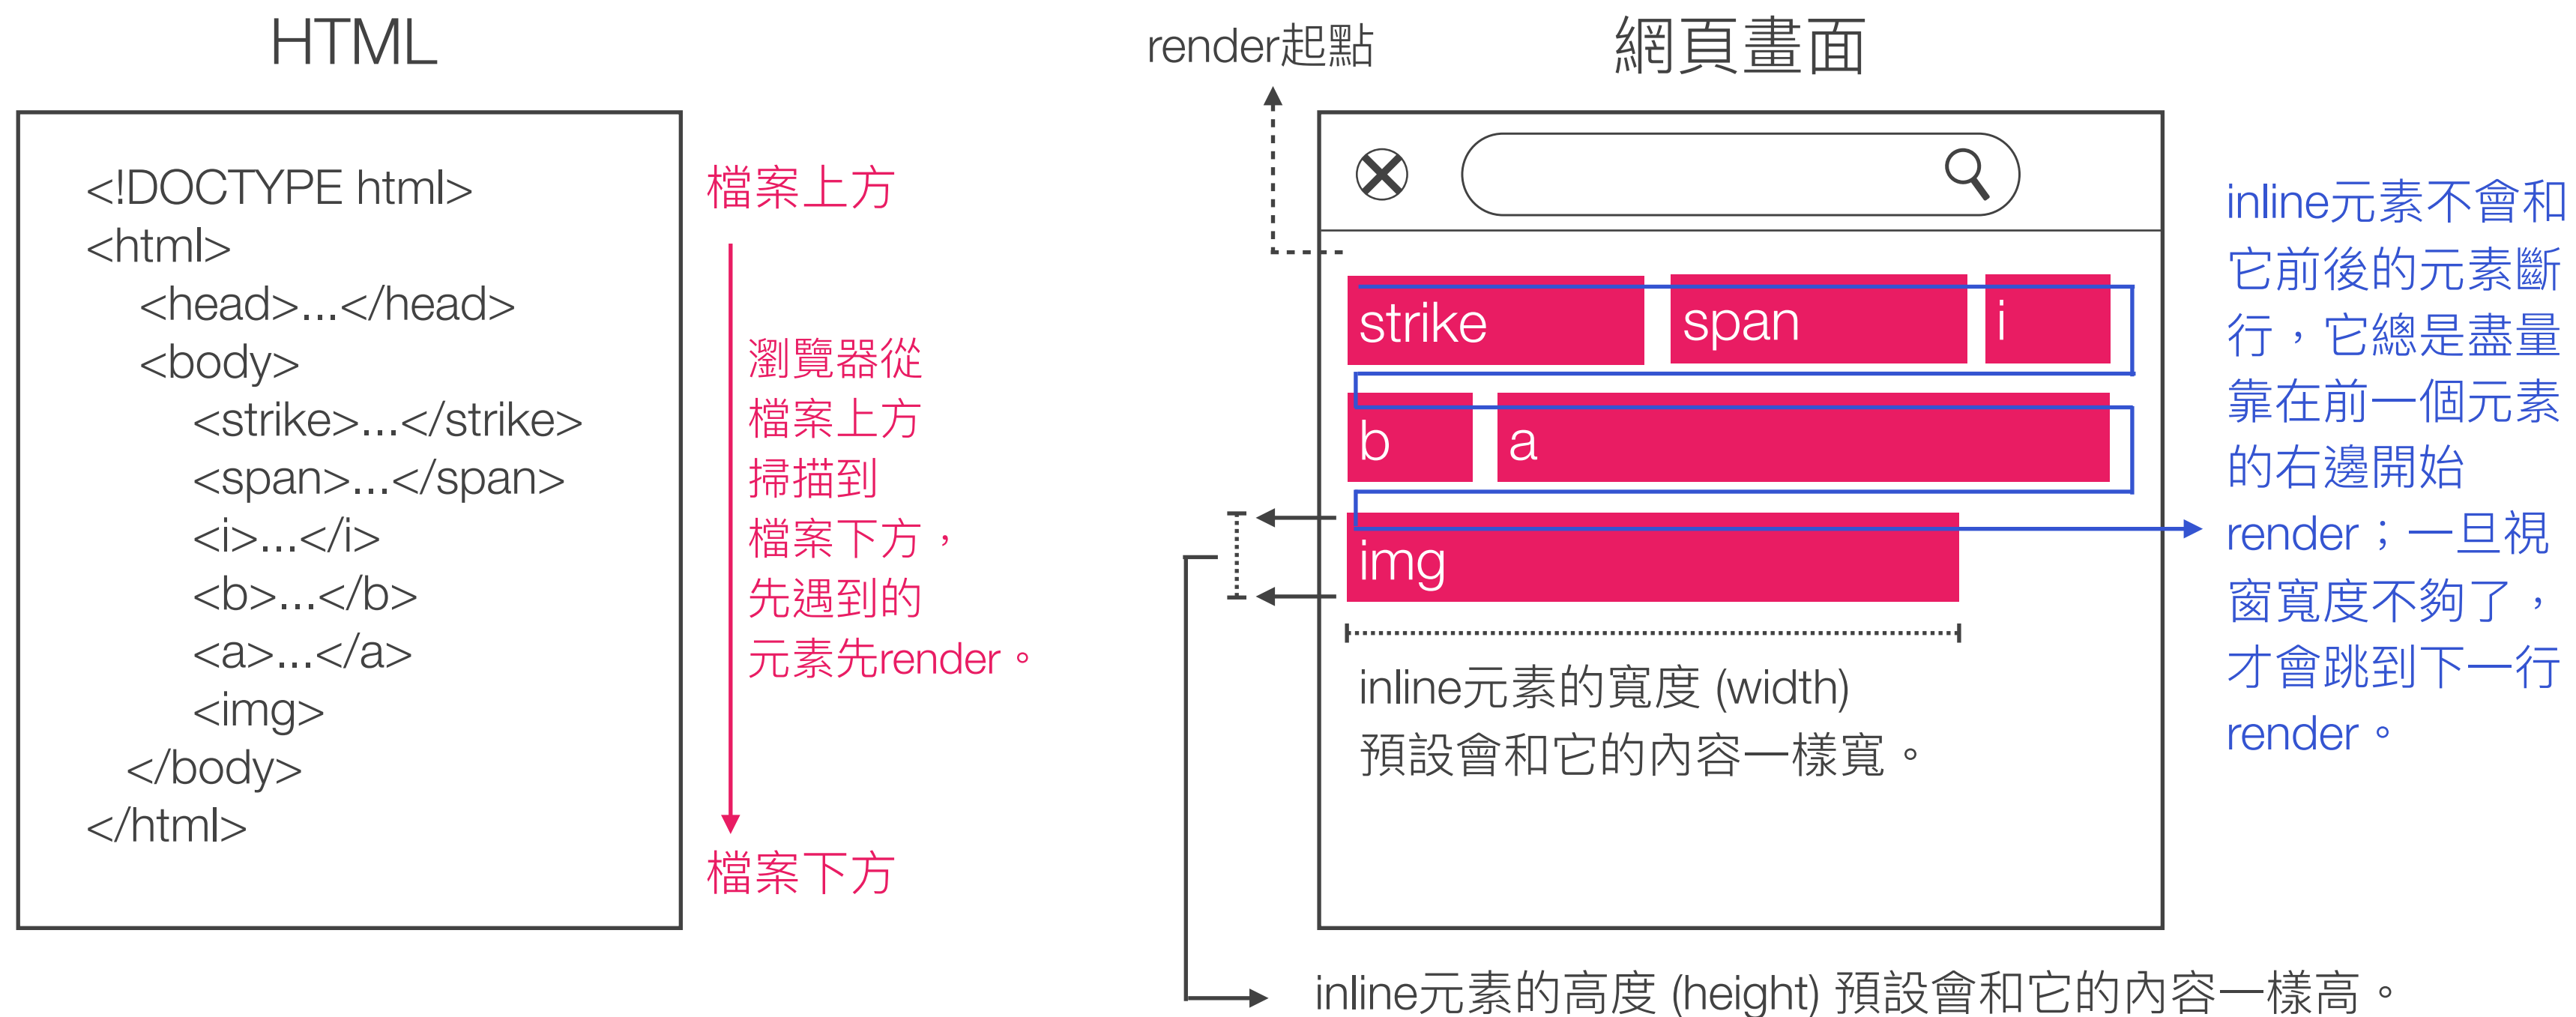 HTML
<!DOCTYPE html>
<html>
<head>...</head>
<body>
<strike>...</strike>
<span>...</span>
<i>...</i>
<b>...</b>
<a>...</a>
<img>
</body>
</html>
檔案上方
瀏覽器從
檔案上方
掃描到
檔案下方，
先遇到的
元素先render。
檔案下方
render起點
網頁畫面
strike span i
b a
img
inline元素的寬度 (width)
預設會和它的內容一樣寬。
inline元素的高度 (height) 預設會和它的內容一樣高。
inline元素不會和
它前後的元素斷
行，它總是盡量
靠在前一個元素
的右邊開始
render；一旦視
窗寬度不夠了，
才會跳到下一行
render。